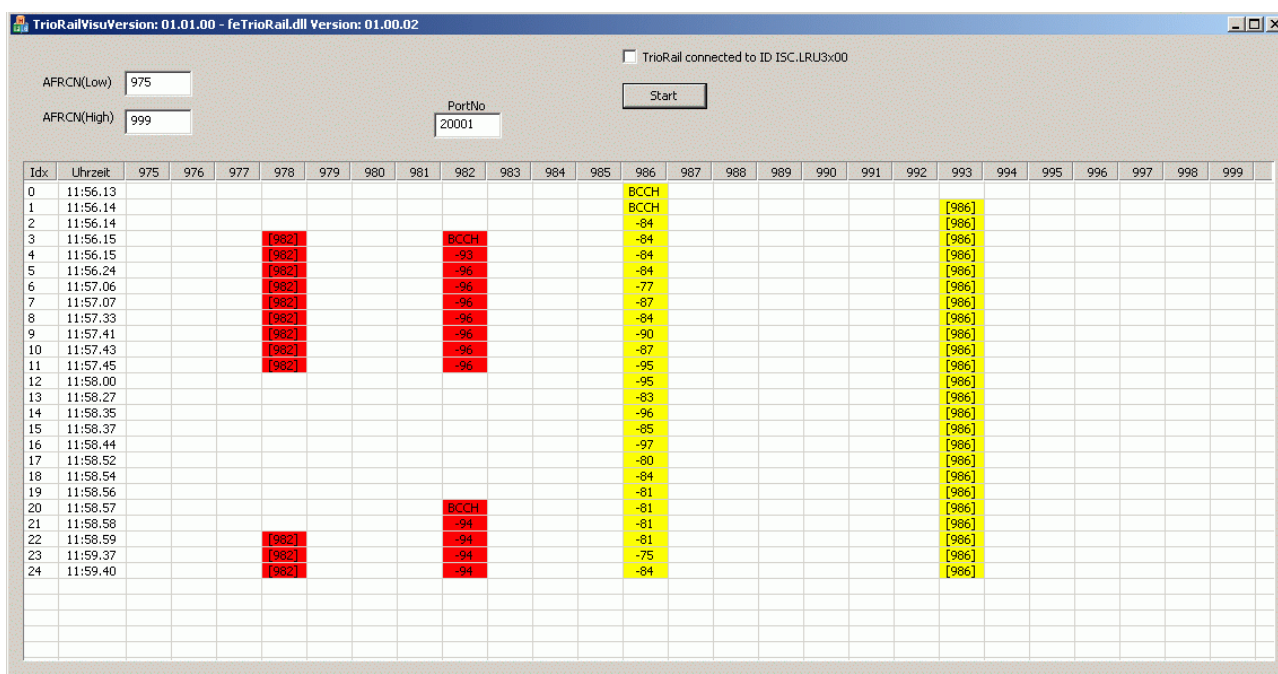 TrioRailVisuVersion: 01.01.00 - feTrioRail.dll Version: 01.00.02
TrioRail connected to ID ISC.LRU3x00
AFRCN(Low) 975
Start
AFRCN(High) 999
PortNo
20001
Idx Uhrzeit 975 976 977 978 979 980 981 982 983 984 985 986 987 988 989 990 991 992 993 994 995 996 997 998 999
0 11:56.13 BCCH
1 11:56.14 BCCH [986]
2 11:56.14 -84 [986]
3 11:56.15 [982] BCCH -84 [986]
4 11:56.15 [982] -93 -84 [986]
5 11:56.24 [982] -96 -84 [986]
6 11:57.06 [982] -96 -77 [986]
7 11:57.07 [982] -96 -87 [986]
8 11:57.33 [982] -96 -84 [986]
9 11:57.41 [982] -96 -90 [986]
10 11:57.43 [982] -96 -87 [986]
11 11:57.45 [982] -96 -95 [986]
12 11:58.00 -95 [986]
13 11:58.27 -83 [986]
14 11:58.35 -96 [986]
15 11:58.37 -85 [986]
16 11:58.44 -97 [986]
17 11:58.52 -80 [986]
18 11:58.54 -84 [986]
19 11:58.56 -81 [986]
20 11:58.57 BCCH -81 [986]
21 11:58.58 -94 -81 [986]
22 11:58.59 [982] -94 -81 [986]
23 11:59.37 [982] -94 -75 [986]
24 11:59.40 [982] -94 -84 [986]